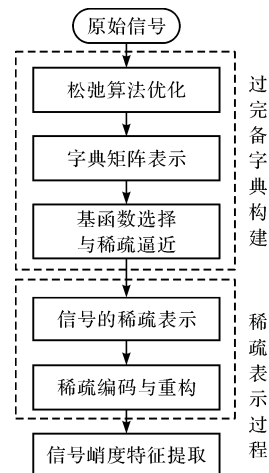 原始信号
松弛算法优化
字典矩阵表示
基函数选择
与稀疏逼近
过完备字典构建
信号的稀疏表示
稀疏编码与重构
稀疏表示过程
信号峭度特征提取